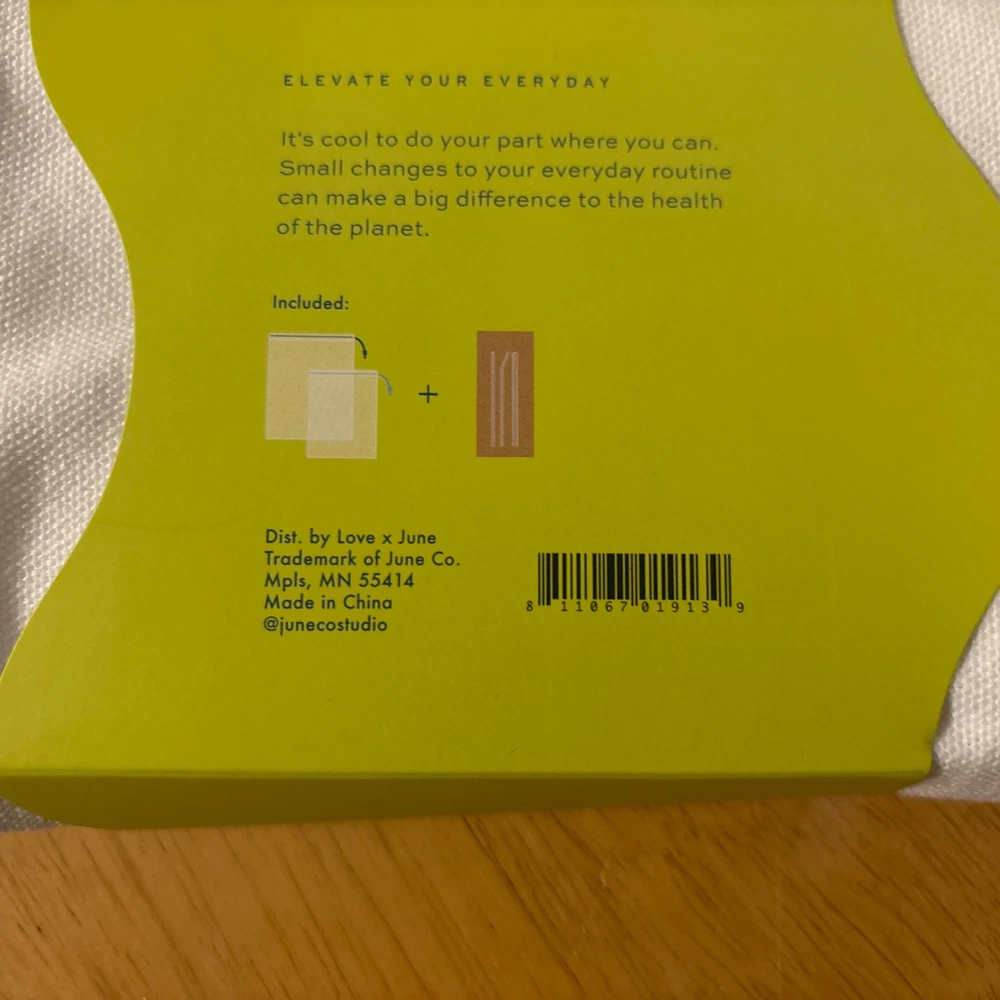 ELEVATE YOUR EVERYDAY
It's cool to do your part where you can.
Small changes to your everyday routine
can make a big difference to the health
of the planet.
Included:
+
Dist. by Love x June
Trademark of June Co.
Mpls, MN 55414
Made in China
@junecostudio
8 11067 01913 9